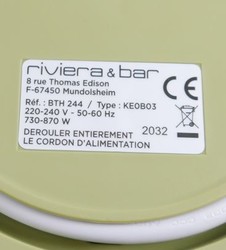 riviera & bar
8 rue Thomas Edison
F-67450 Mundolsheim
CE
Réf. : BTH 244 / Type : KE0B03
220-240 V - 50-60 Hz
730-870 W
2032
DEROULER ENTIEREMENT
LE CORDON D'ALIMENTATION